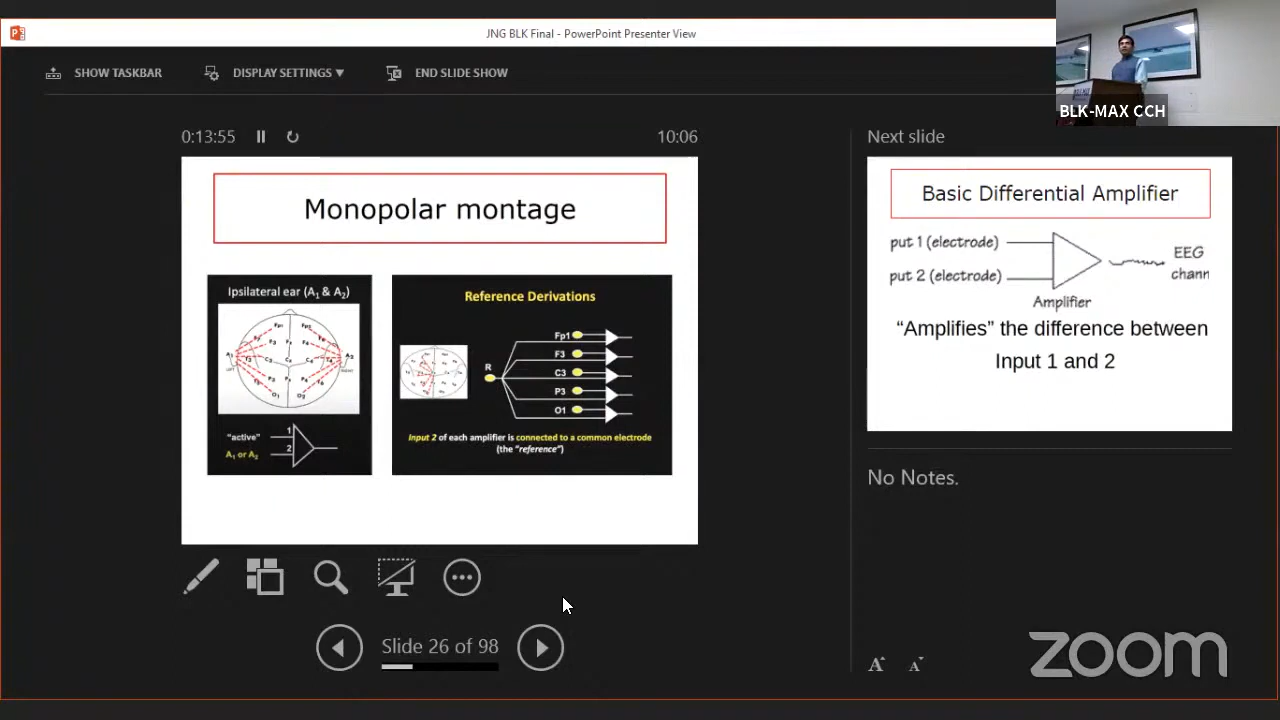 JNG BLK Final - PowerPoint Presenter View
SHOW TASKBAR
DISPLAY SETTINGS ▼
END SLIDE SHOW
BLK-MAX CCH
0:13:55
10:06
Monopolar montage
Ipsilateral ear (A1 & A2)
"active"
1
2
A1 or A2
Reference Derivations
R
Fp1
F3
C3
P3
O1
Input 2 of each amplifier is connected to a common electrode
(the "reference")
Slide 26 of 98
Next slide
Basic Differential Amplifier
put 1 (electrode)
put 2 (electrode)
EEG
chann
Amplifier
“Amplifies” the difference between
Input 1 and 2
No Notes.
A A
zoom